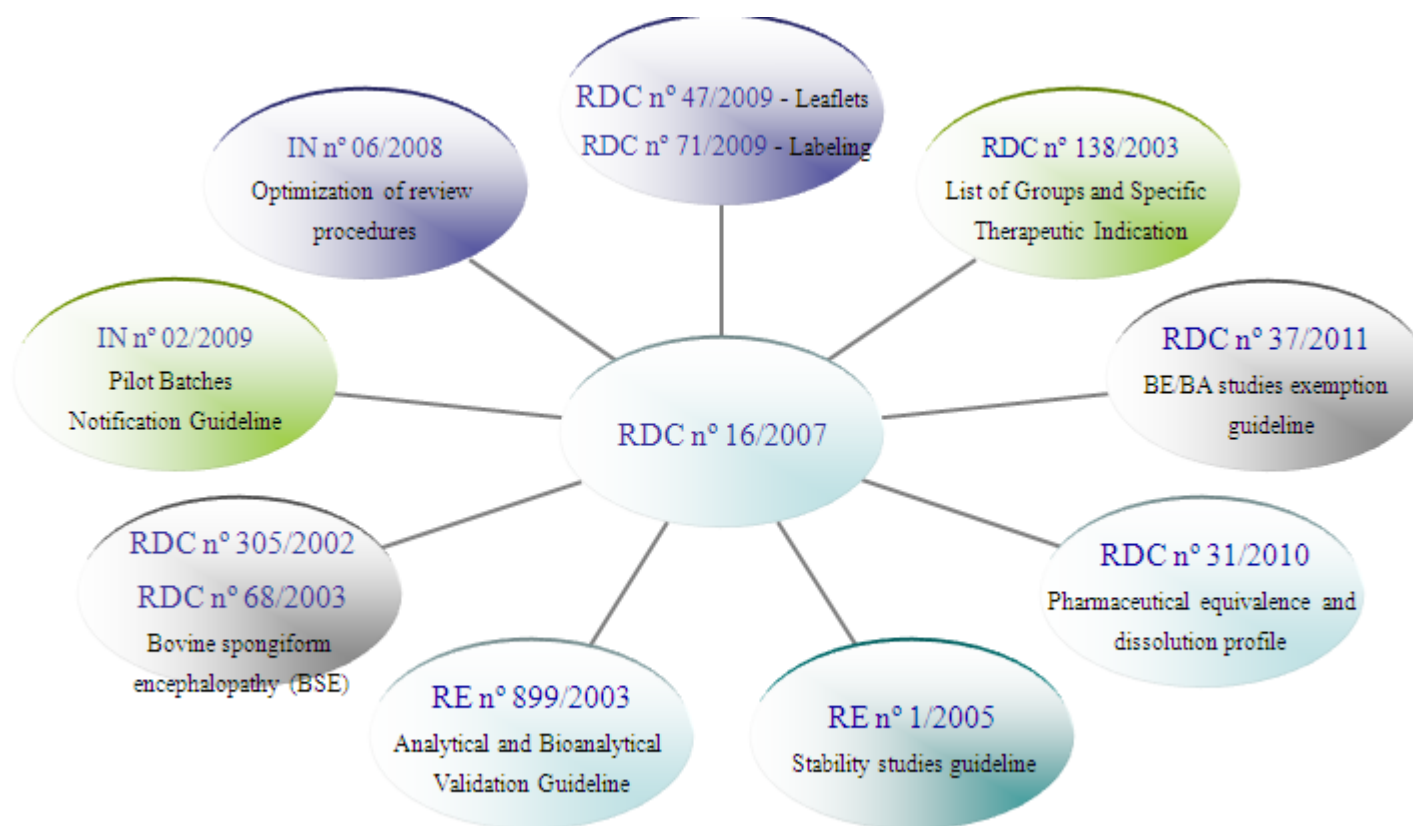 RDC nº 47/2009 - Leaflets
RDC nº 71/2009 - Labeling
IN nº 06/2008
Optimization of review
procedures
RDC nº 138/2003
List of Groups and Specific
Therapeutic Indication
IN nº 02/2009
Pilot Batches
Notification Guideline
RDC nº 37/2011
BE/BA studies exemption
guideline
RDC nº 16/2007
RDC nº 305/2002
RDC nº 68/2003
Bovine spongiform
encephalopathy (BSE)
RDC nº 31/2010
Pharmaceutical equivalence and
dissolution profile
RE nº 899/2003
Analytical and Bioanalytical
Validation Guideline
RE nº 1/2005
Stability studies guideline